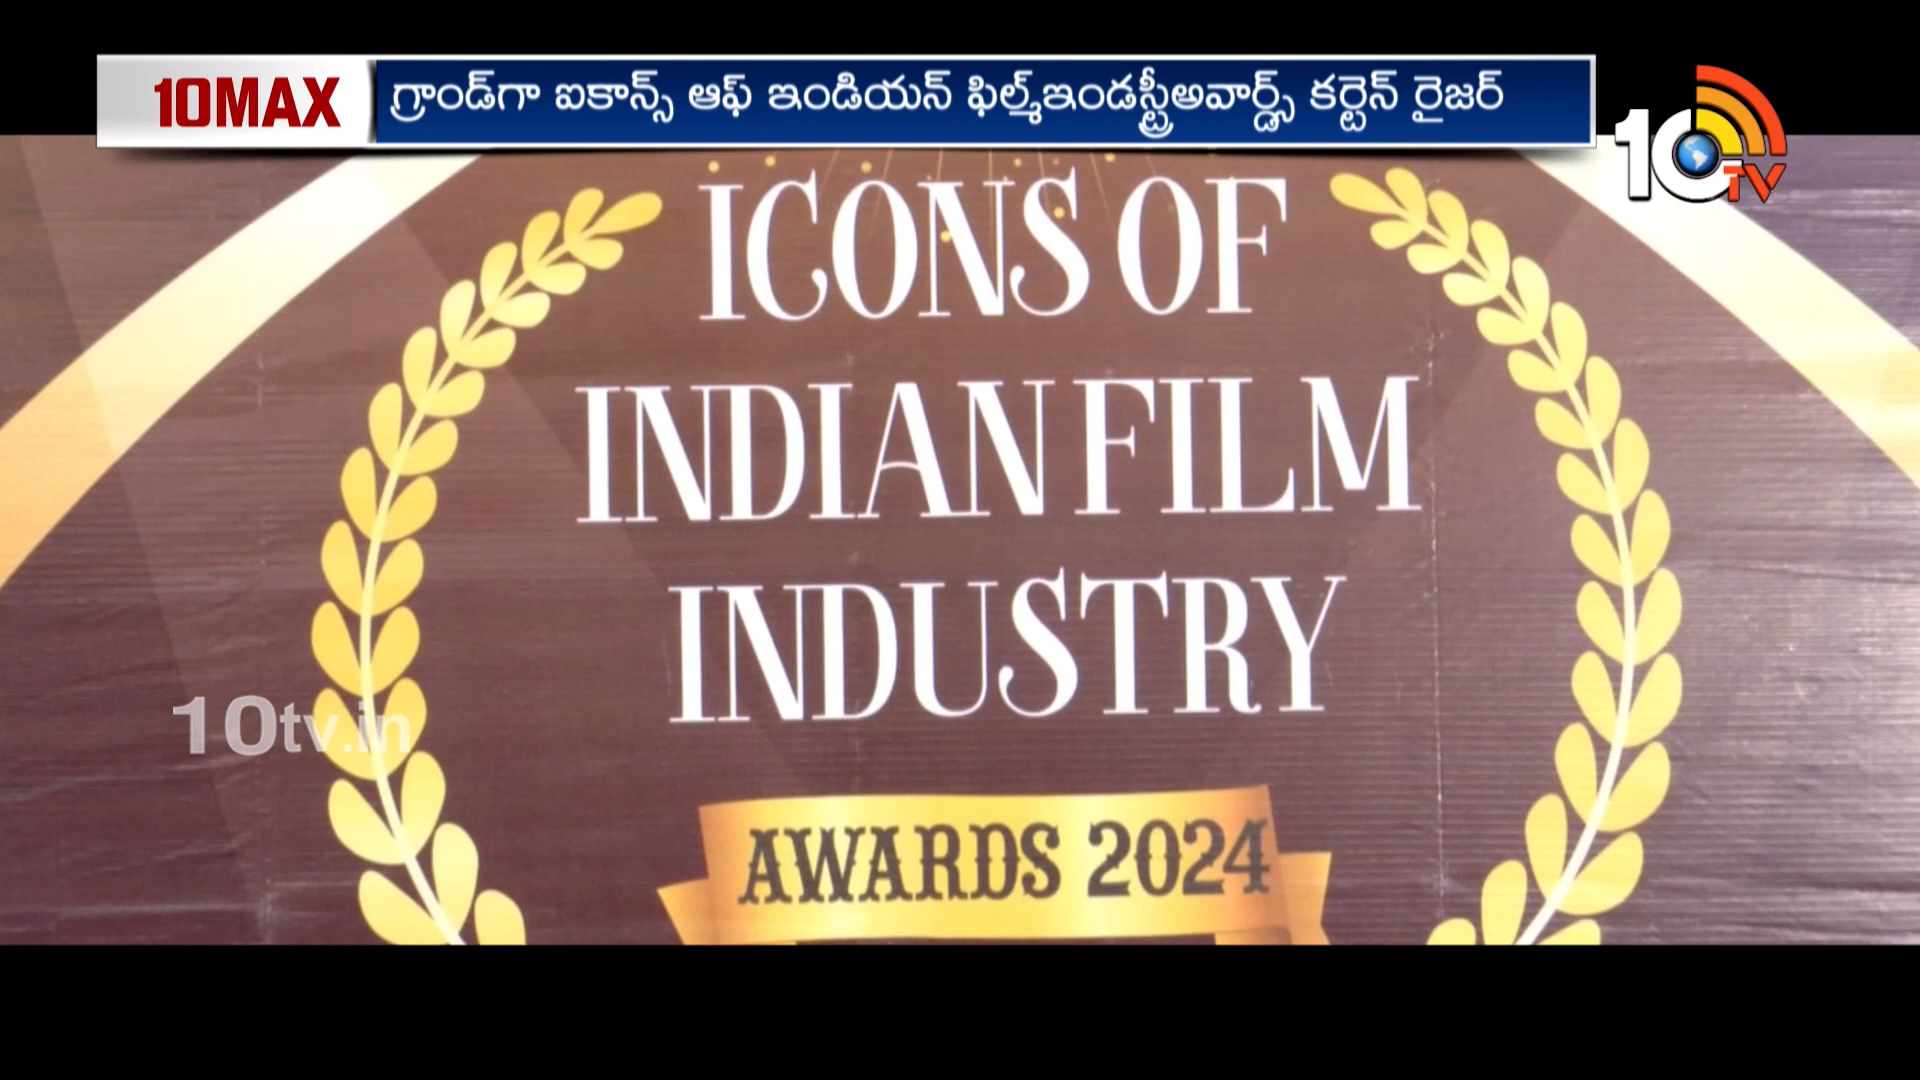 10MAX గ్రాండ్‌గా ఐకాన్స్ ఆఫ్ ఇండియన్ ఫిల్మ్‌ఇండస్ట్రీఅవార్డ్స్ కర్టెన్ రైజర్
10TV
ICONS OF
INDIAN FILM
INDUSTRY
10tv.in
AWARDS 2024